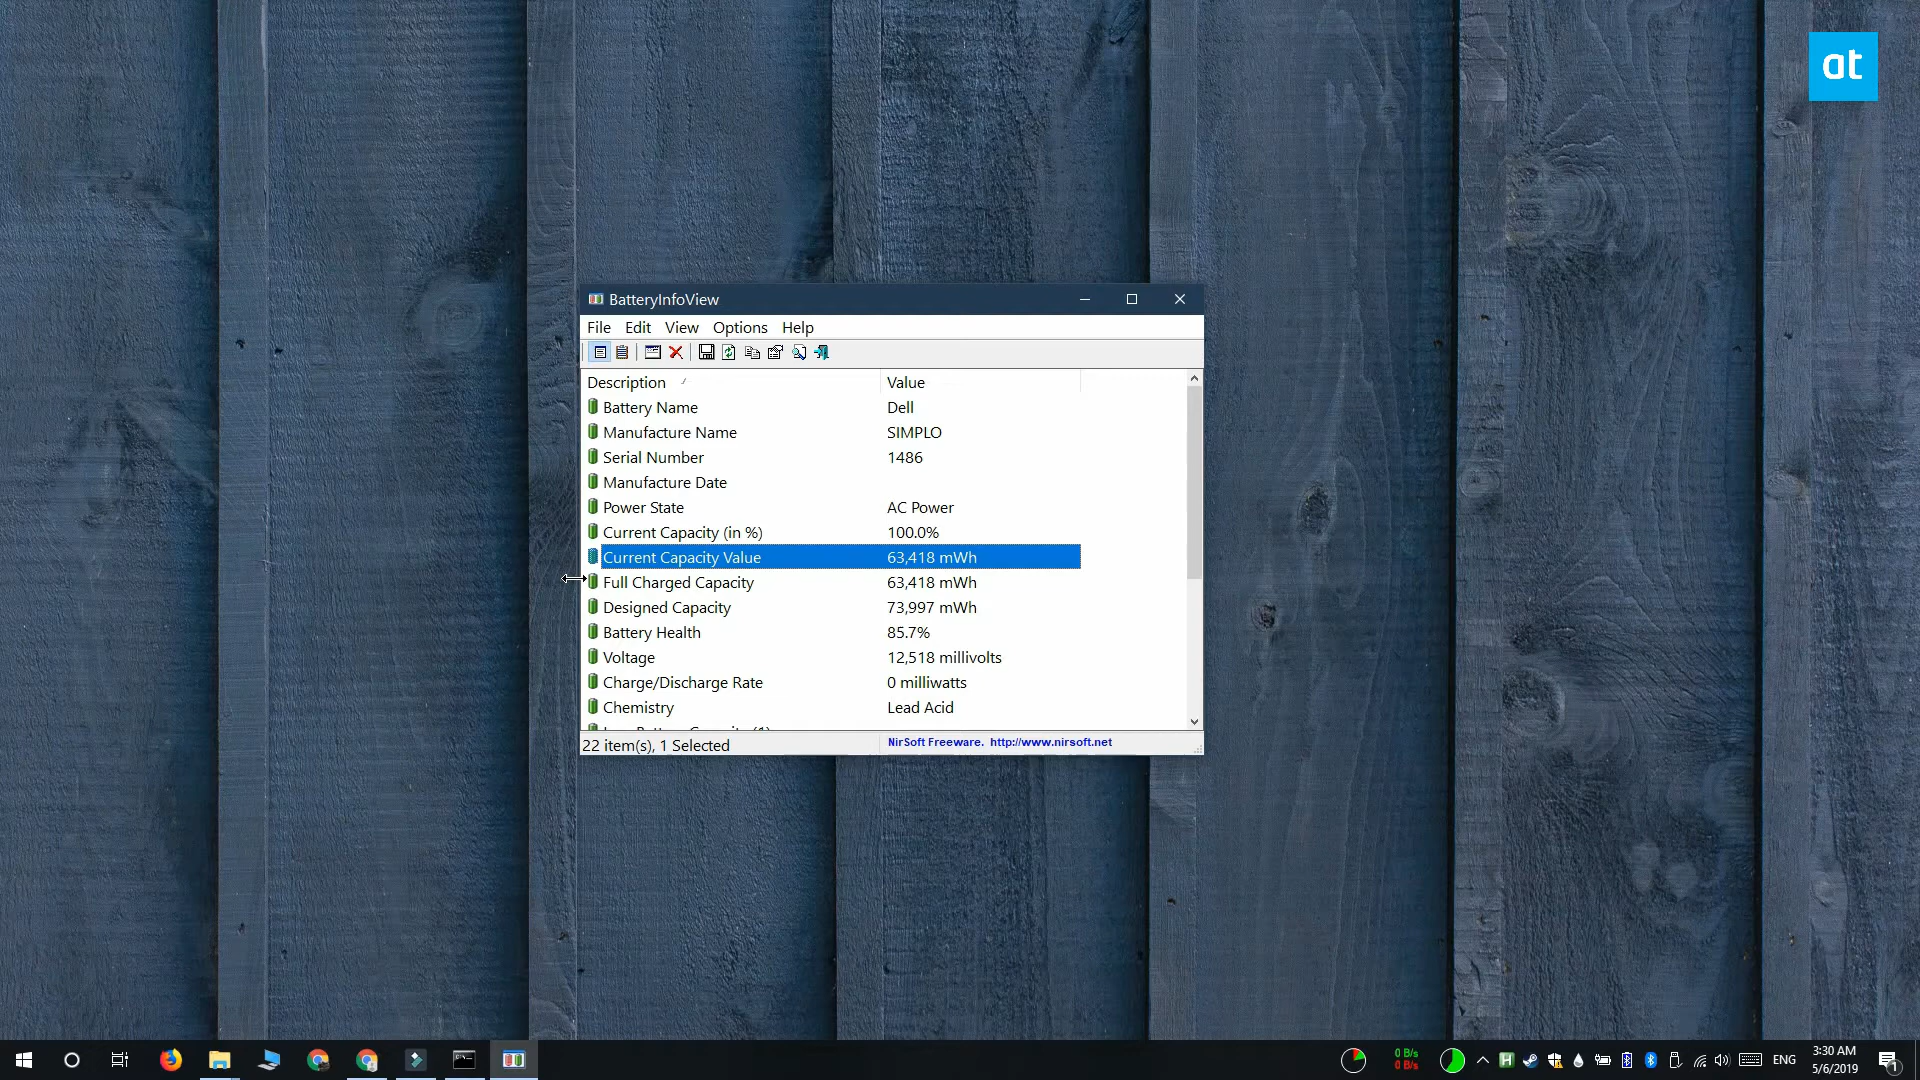 at
BatteryInfoView
File Edit View Options Help
Description Value
Battery Name Dell
Manufacture Name SIMPLO
Serial Number 1486
Manufacture Date
Power State AC Power
Current Capacity (in %) 100.0%
Current Capacity Value 63,418 mWh
Full Charged Capacity 63,418 mWh
Designed Capacity 73,997 mWh
Battery Health 85.7%
Voltage 12,518 millivolts
Charge/Discharge Rate 0 milliwatts
Chemistry Lead Acid
22 item(s), 1 Selected NirSoft Freeware. http://www.nirsoft.net
0 B/s
0 B/s
H
ENG
3:30 AM
5/6/2019
1